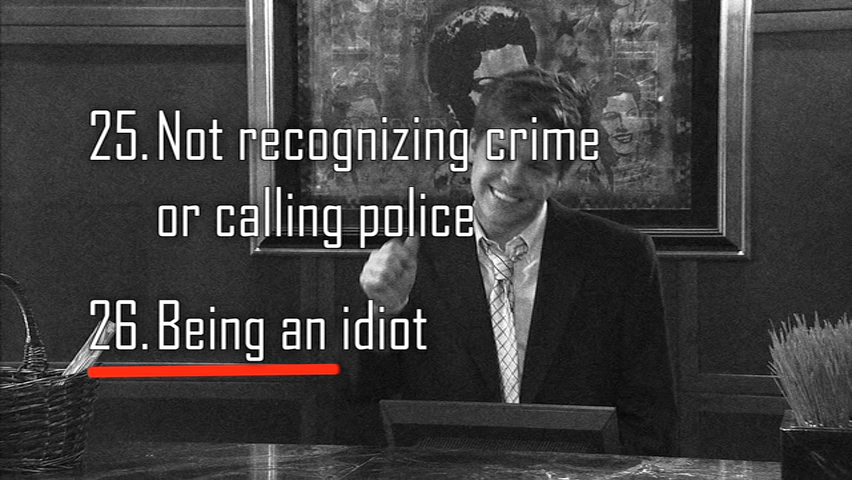 25. Not recognizing crime
or calling police
26. Being an idiot